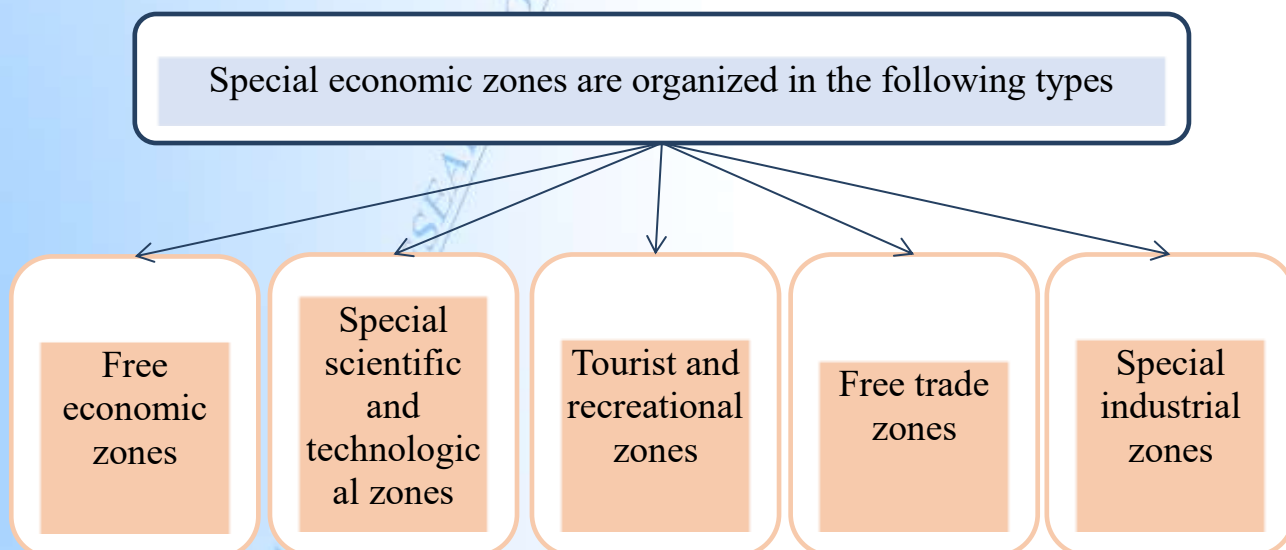 Special economic zones are organized in the following types
Free
economic
zones
Special
scientific
and
technologic
al zones
Tourist and
recreational
zones
Free trade
zones
Special
industrial
zones